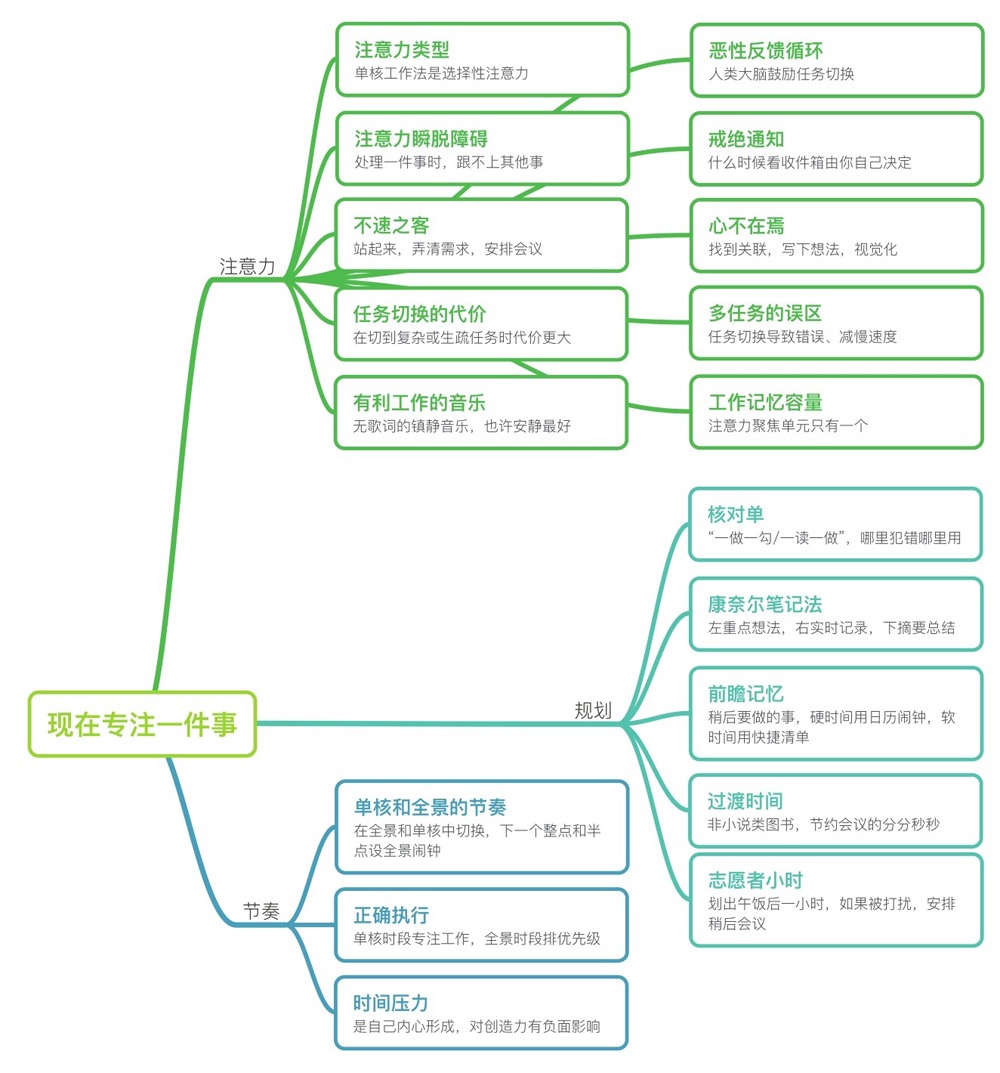 现在专注一件事
注意力
注意力类型
单核工作法是选择性注意力
注意力瞬脱障碍
处理一件事时，跟不上其他事
不速之客
站起来，弄清需求，安排会议
任务切换的代价
在切到复杂或生疏任务时代价更大
有利工作的音乐
无歌词的镇静音乐，也许安静最好
恶性反馈循环
人类大脑鼓励任务切换
戒绝通知
什么时候看收件箱由你自己决定
心不在焉
找到关联，写下想法，视觉化
多任务的误区
任务切换导致错误、减慢速度
工作记忆容量
注意力聚焦单元只有一个
规划
核对单
“一做一勾/一读一做”，哪里犯错哪里用
康奈尔笔记法
左重点想法，右实时记录，下摘要总结
前瞻记忆
稍后要做的事，硬时间用日历闹钟，软
时间用快捷清单
过渡时间
非小说类图书，节约会议的分分秒秒
志愿者小时
划出午饭后一小时，如果被打扰，安排
稍后会议
节奏
单核和全景的节奏
在全景和单核中切换，下一个整点和半
点设全景闹钟
正确执行
单核时段专注工作，全景时段排优先级
时间压力
是自己内心形成，对创造力有负面影响